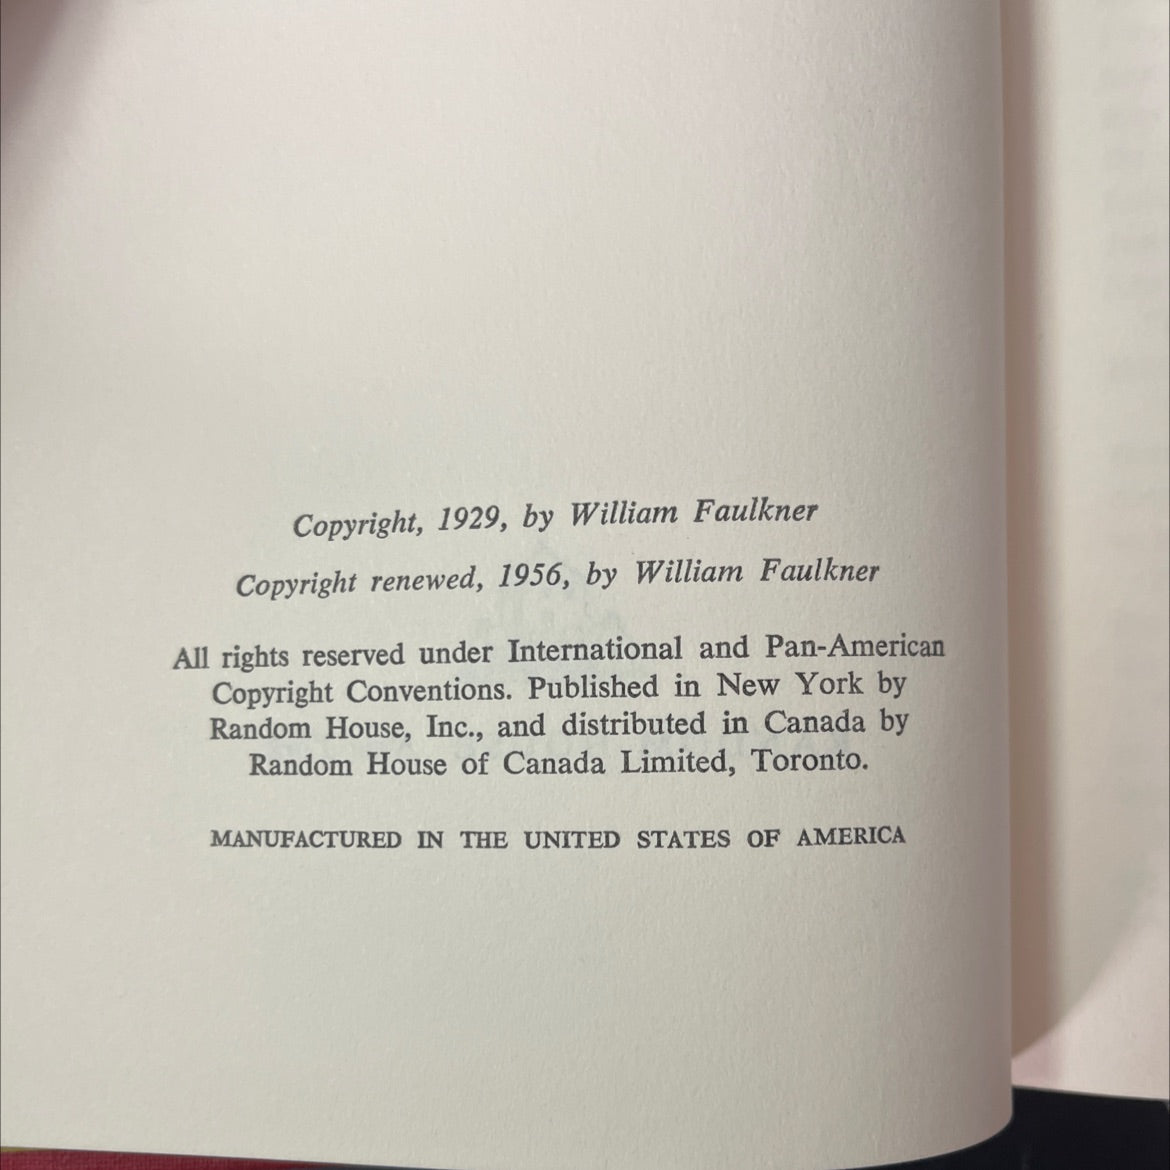 Copyright, 1929, by William Faulkner
Copyright renewed, 1956, by William Faulkner
All rights reserved under International and Pan-American
Copyright Conventions. Published in New York by
Random House, Inc., and distributed in Canada by
Random House of Canada Limited, Toronto.
MANUFACTURED IN THE UNITED STATES OF AMERICA